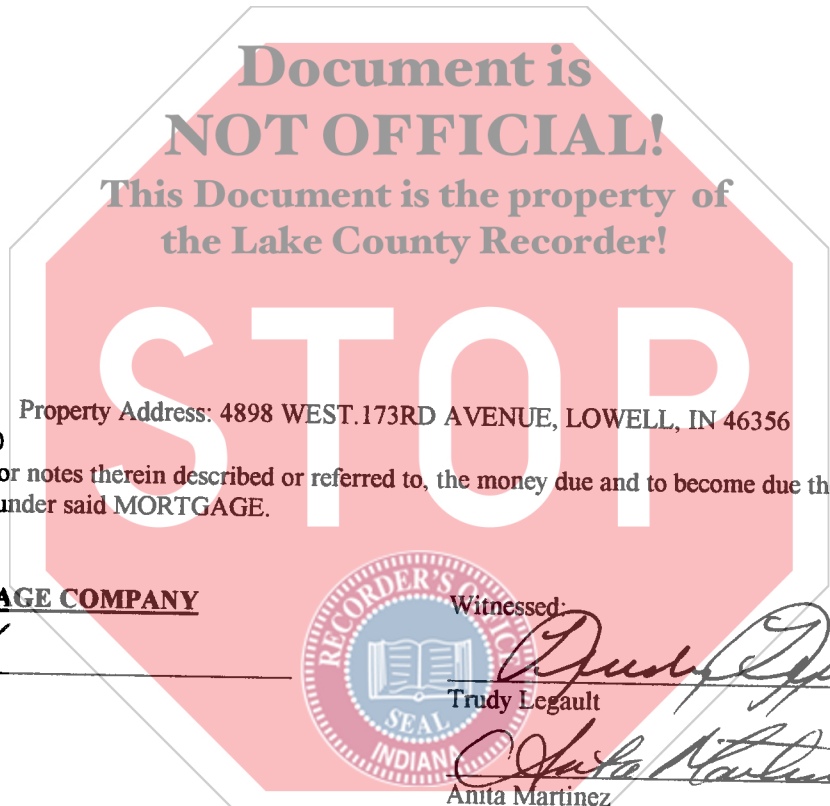 Document is
NOT OFFICIAL!
This Document is the property of
the Lake County Recorder!
STOP
Property Address: 4898 WEST.173RD AVENUE, LOWELL, IN 46356
or notes therein described or referred to, the money due and to become due th
under said MORTGAGE.
AGE COMPANY
RECORDER'S OFFICE
SEAL
INDIANA
Witnessed:
Trudy Legault
Anita Martinez